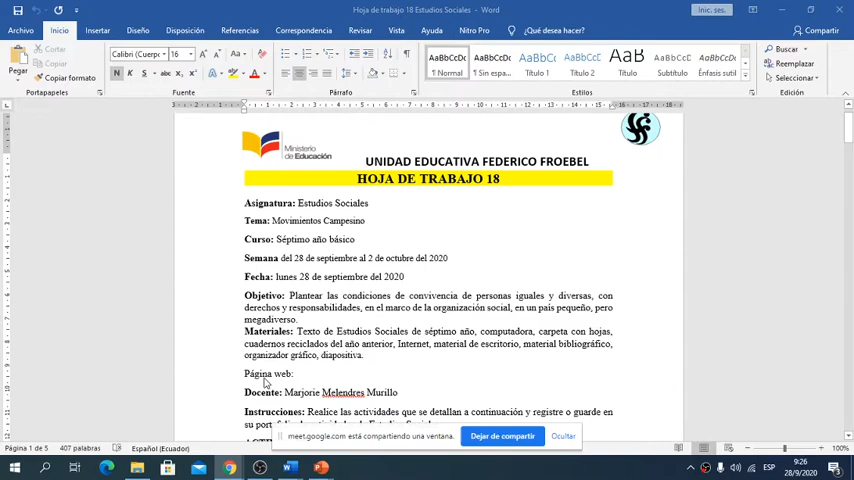 Hoja de trabajo 18 Estudios Sociales - Word
Inic. ses.
Archivo Inicio Insertar Diseño Disposición Referencias Correspondencia Revisar Vista Ayuda Nitro Pro ¿Qué desea hacer? Compartir
Pegar
Cortar
Copiar
Copiar formato
Portapapeles
Calibri (Cuerp 16
N K S
Fuente
Párrafo
AaBbCcDc AaBbCcDc AaBbCc AaBbCcD AaB AaBbCcD AaBbCcDc
¶ Normal ¶ Sin espa... Título 1 Título 2 Título Subtítulo Énfasis sutil
Estilos
Buscar
Reemplazar
Seleccionar
Edición
Ministerio
de Educación
UNIDAD EDUCATIVA FEDERICO FROEBEL
HOJA DE TRABAJO 18
Asignatura: Estudios Sociales
Tema: Movimientos Campesino
Curso: Séptimo año básico
Semana del 28 de septiembre al 2 de octubre del 2020
Fecha: lunes 28 de septiembre del 2020
Objetivo: Plantear las condiciones de convivencia de personas iguales y diversas, con
derechos y responsabilidades, en el marco de la organización social, en un país pequeño, pero
megadiverso.
Materiales: Texto de Estudios Sociales de séptimo año, computadora, carpeta con hojas,
cuadernos reciclados del año anterior, Internet, material de escritorio, material bibliográfico,
organizador gráfico, diapositiva.
Página web:
Docente: Marjorie Melendres Murillo
Instrucciones: Realice las actividades que se detallan a continuación y registre o guarde en
su
meet.google.com está compartiendo una ventana. Dejar de compartir Ocultar
Página 1 de 5 407 palabras Español (Ecuador) 100%
ESP
9:26
28/9/2020